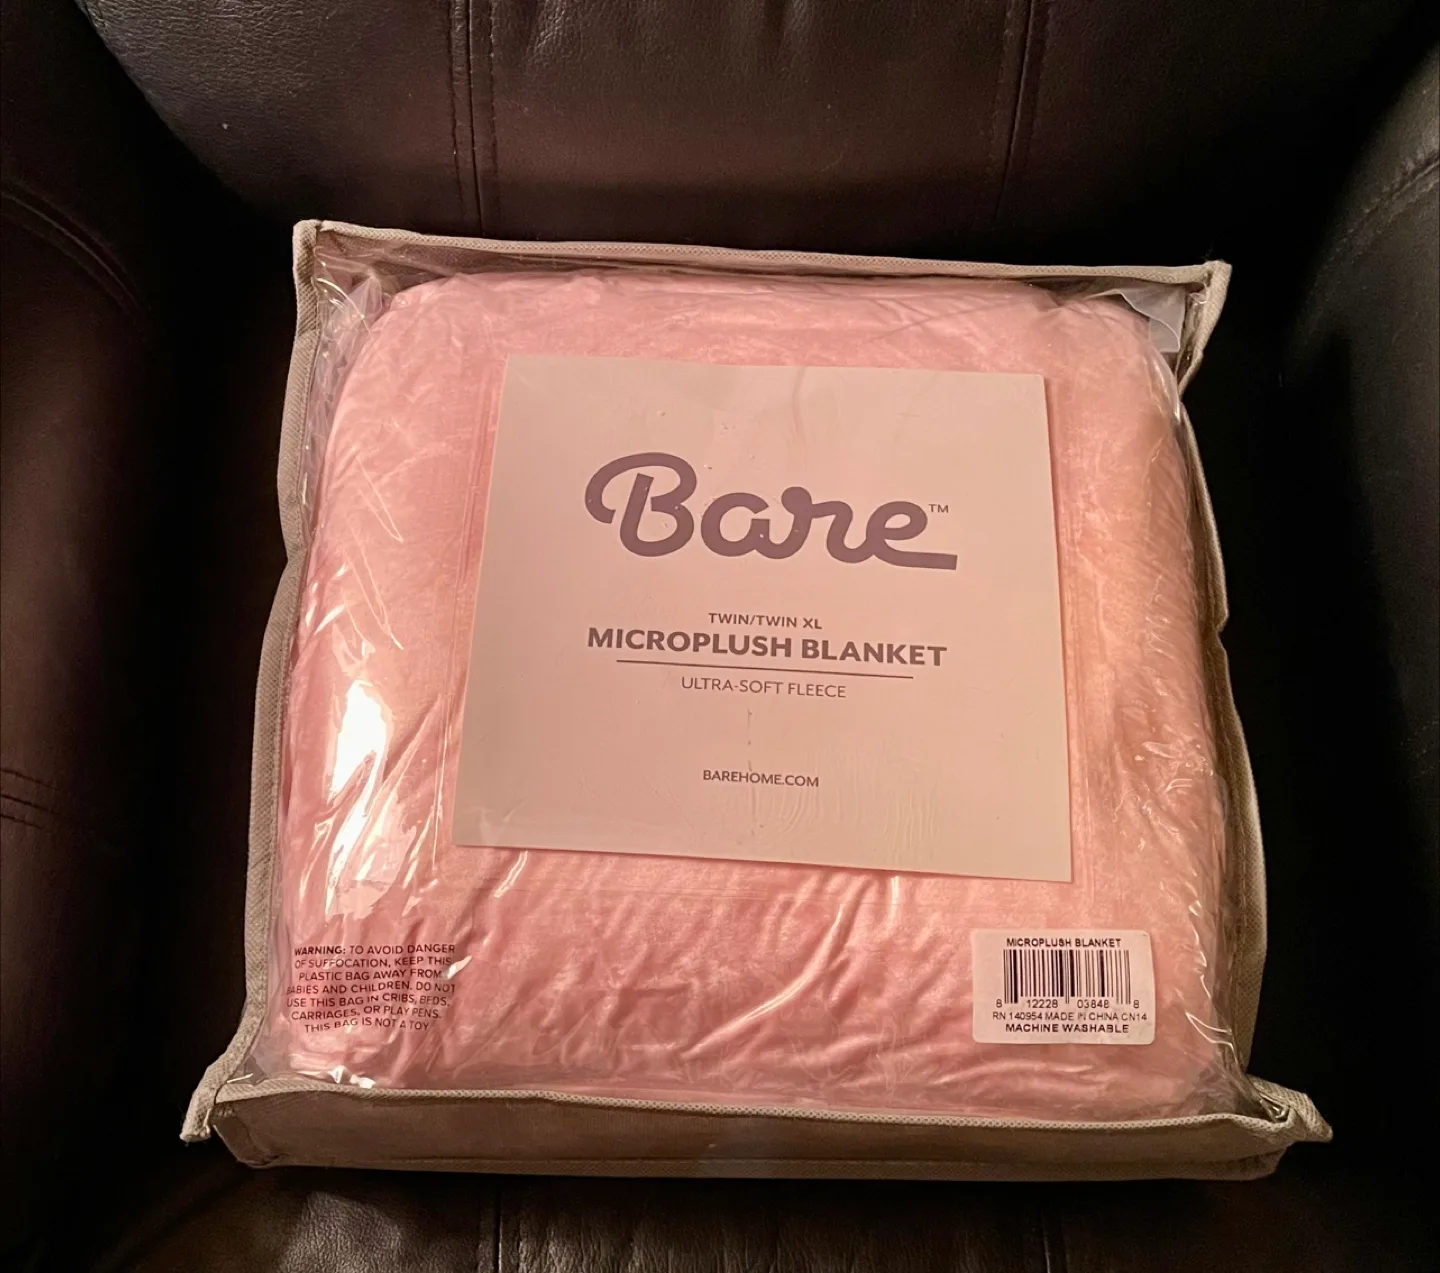 Bare™
TWIN/TWIN XL
MICROPLUSH BLANKET
ULTRA-SOFT FLEECE
BAREHOME.COM
WARNING: TO AVOID DANGER
OF SUFFOCATION, KEEP THIS
PLASTIC BAG AWAY FROM
BABIES AND CHILDREN. DO NOT
USE THIS BAG IN CRIBS, BEDS,
CARRIAGES, OR PLAY PENS.
THIS BAG IS NOT A TOY
MICROPLUSH BLANKET
8 12228 03848 8
RN 140954 MADE IN CHINA CN14
MACHINE WASHABLE